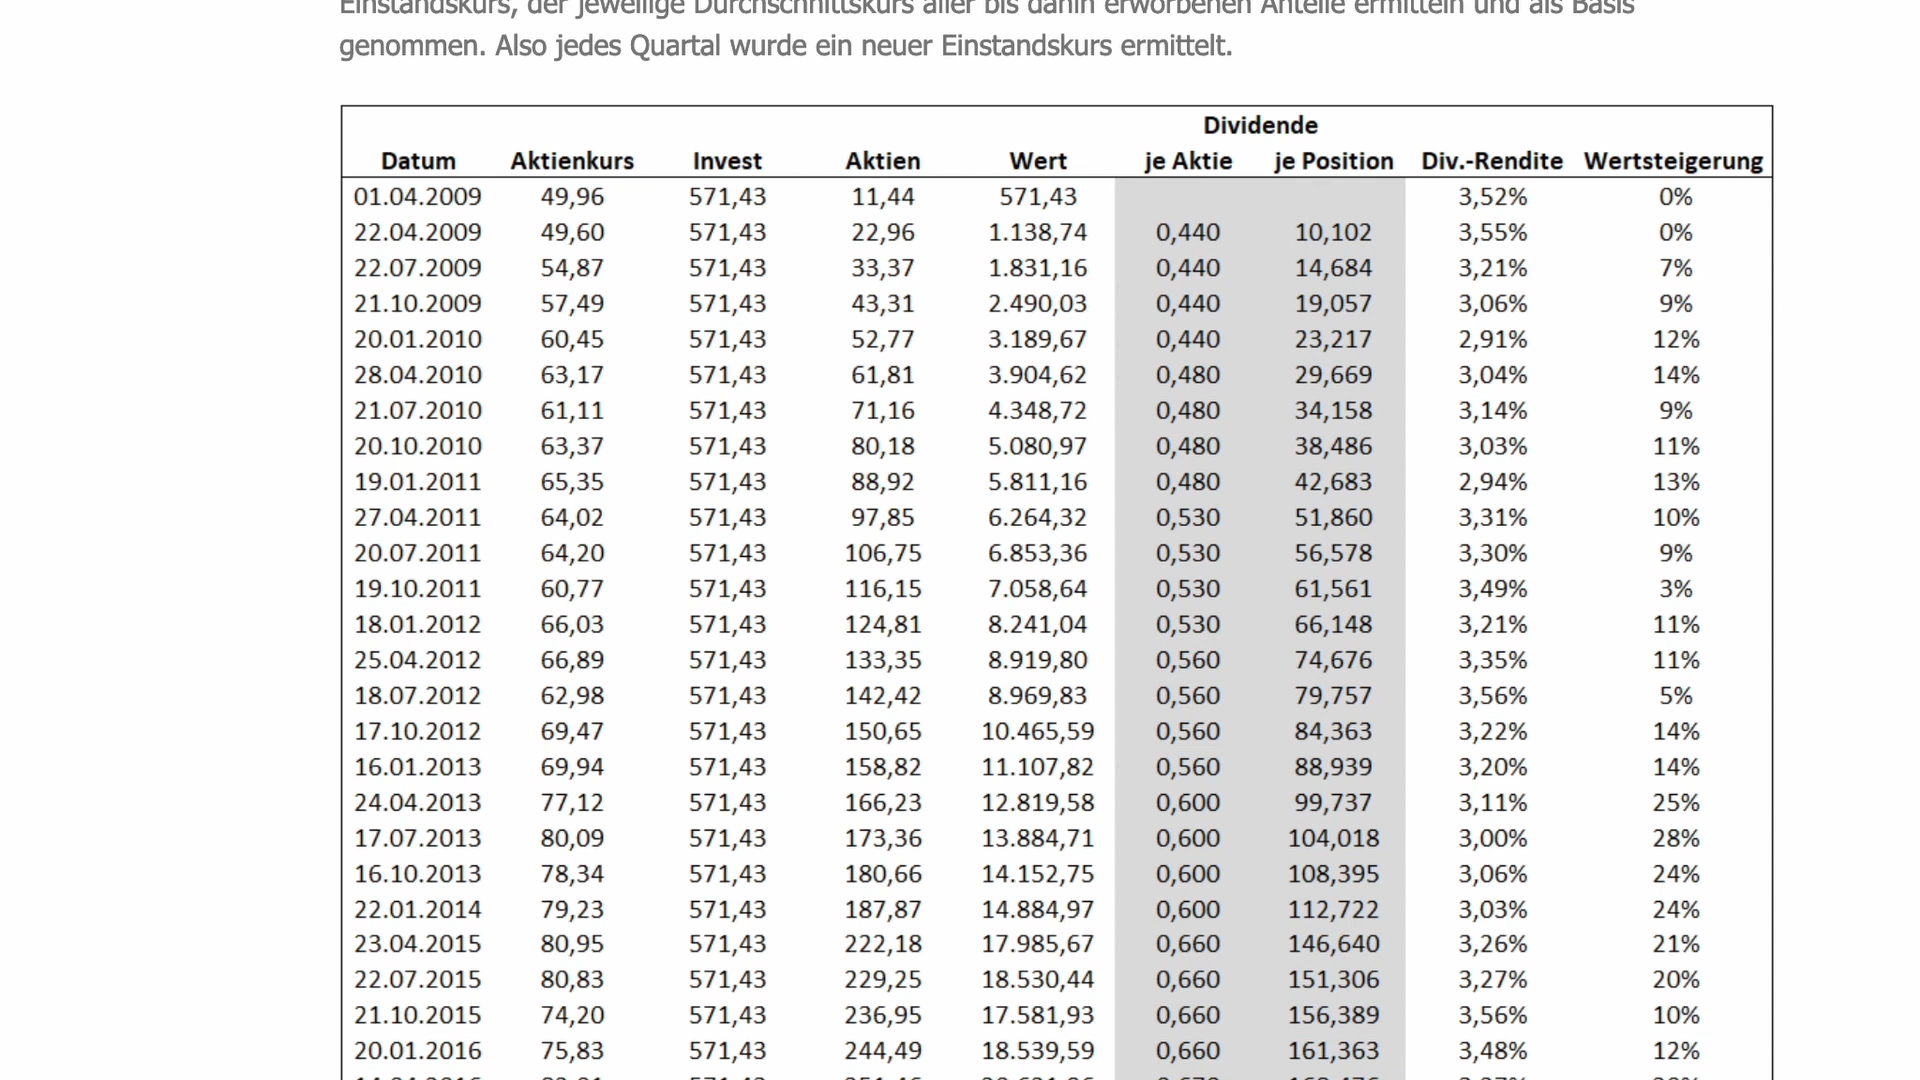 Einstandskurs, der jeweilige Durchschnittskurs aller bis dahin erworbenen Anteile ermitteln und als Basis
genommen. Also jedes Quartal wurde ein neuer Einstandskurs ermittelt.
Dividende
Datum Aktienkurs Invest Aktien Wert je Aktie je Position Div.-Rendite Wertsteigerung
01.04.2009 49,96 571,43 11,44 571,43 3,52% 0%
22.04.2009 49,60 571,43 22,96 1.138,74 0,440 10,102 3,55% 0%
22.07.2009 54,87 571,43 33,37 1.831,16 0,440 14,684 3,21% 7%
21.10.2009 57,49 571,43 43,31 2.490,03 0,440 19,057 3,06% 9%
20.01.2010 60,45 571,43 52,77 3.189,67 0,440 23,217 2,91% 12%
28.04.2010 63,17 571,43 61,81 3.904,62 0,480 29,669 3,04% 14%
21.07.2010 61,11 571,43 71,16 4.348,72 0,480 34,158 3,14% 9%
20.10.2010 63,37 571,43 80,18 5.080,97 0,480 38,486 3,03% 11%
19.01.2011 65,35 571,43 88,92 5.811,16 0,480 42,683 2,94% 13%
27.04.2011 64,02 571,43 97,85 6.264,32 0,530 51,860 3,31% 10%
20.07.2011 64,20 571,43 106,75 6.853,36 0,530 56,578 3,30% 9%
19.10.2011 60,77 571,43 116,15 7.058,64 0,530 61,561 3,49% 3%
18.01.2012 66,03 571,43 124,81 8.241,04 0,530 66,148 3,21% 11%
25.04.2012 66,89 571,43 133,35 8.919,80 0,560 74,676 3,35% 11%
18.07.2012 62,98 571,43 142,42 8.969,83 0,560 79,757 3,56% 5%
17.10.2012 69,47 571,43 150,65 10.465,59 0,560 84,363 3,22% 14%
16.01.2013 69,94 571,43 158,82 11.107,82 0,560 88,939 3,20% 14%
24.04.2013 77,12 571,43 166,23 12.819,58 0,600 99,737 3,11% 25%
17.07.2013 80,09 571,43 173,36 13.884,71 0,600 104,018 3,00% 28%
16.10.2013 78,34 571,43 180,66 14.152,75 0,600 108,395 3,06% 24%
22.01.2014 79,23 571,43 187,87 14.884,97 0,600 112,722 3,03% 24%
23.04.2015 80,95 571,43 222,18 17.985,67 0,660 146,640 3,26% 21%
22.07.2015 80,83 571,43 229,25 18.530,44 0,660 151,306 3,27% 20%
21.10.2015 74,20 571,43 236,95 17.581,93 0,660 156,389 3,56% 10%
20.01.2016 75,83 571,43 244,49 18.539,59 0,660 161,363 3,48% 12%